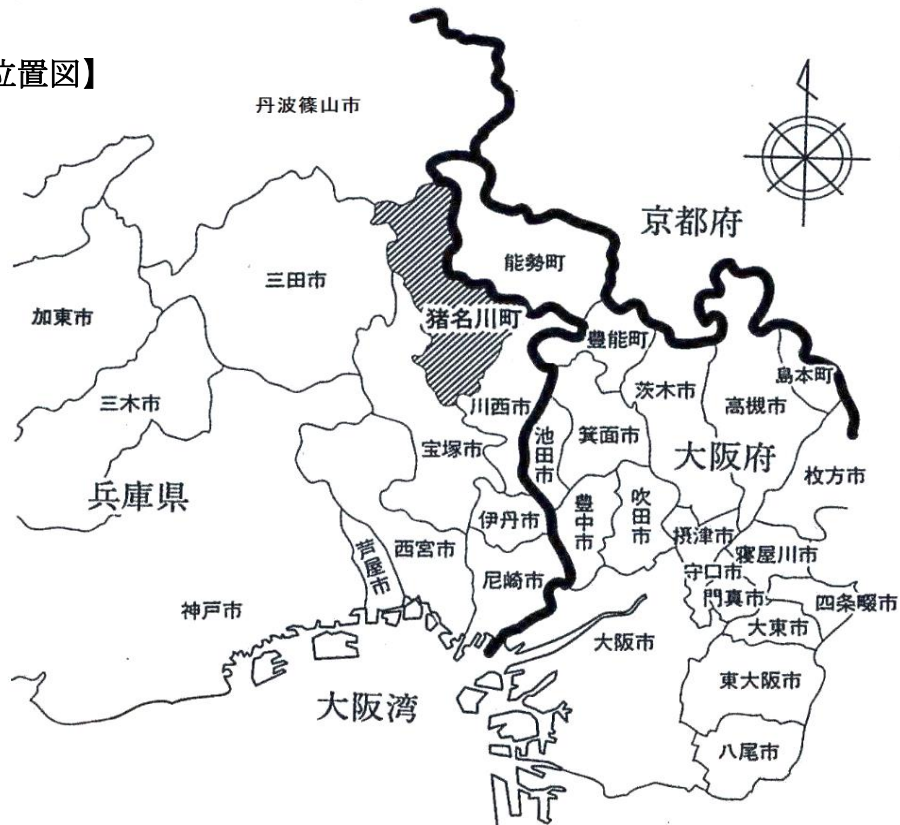 位置図】
丹波篠山市
京都府
能勢町
三田市
加東市
猪名川町
豊能町
島本町
茨木市
高槻市
三木市
川西市
池田市
箕面市
宝塚市
大阪府
枚方市
兵庫県
伊丹市
豊中市
吹田市
摂津市
芦屋市
西宮市
寝屋川市
守口市
尼崎市
門真市
四条畷市
神戸市
大東市
大阪市
東大阪市
大阪湾
八尾市